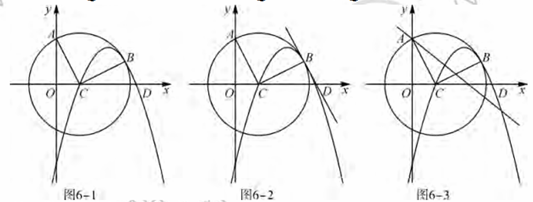 y y y
A A A
B B B
O C D x O C D x O C D x
图6-1 图6-2 图6-3